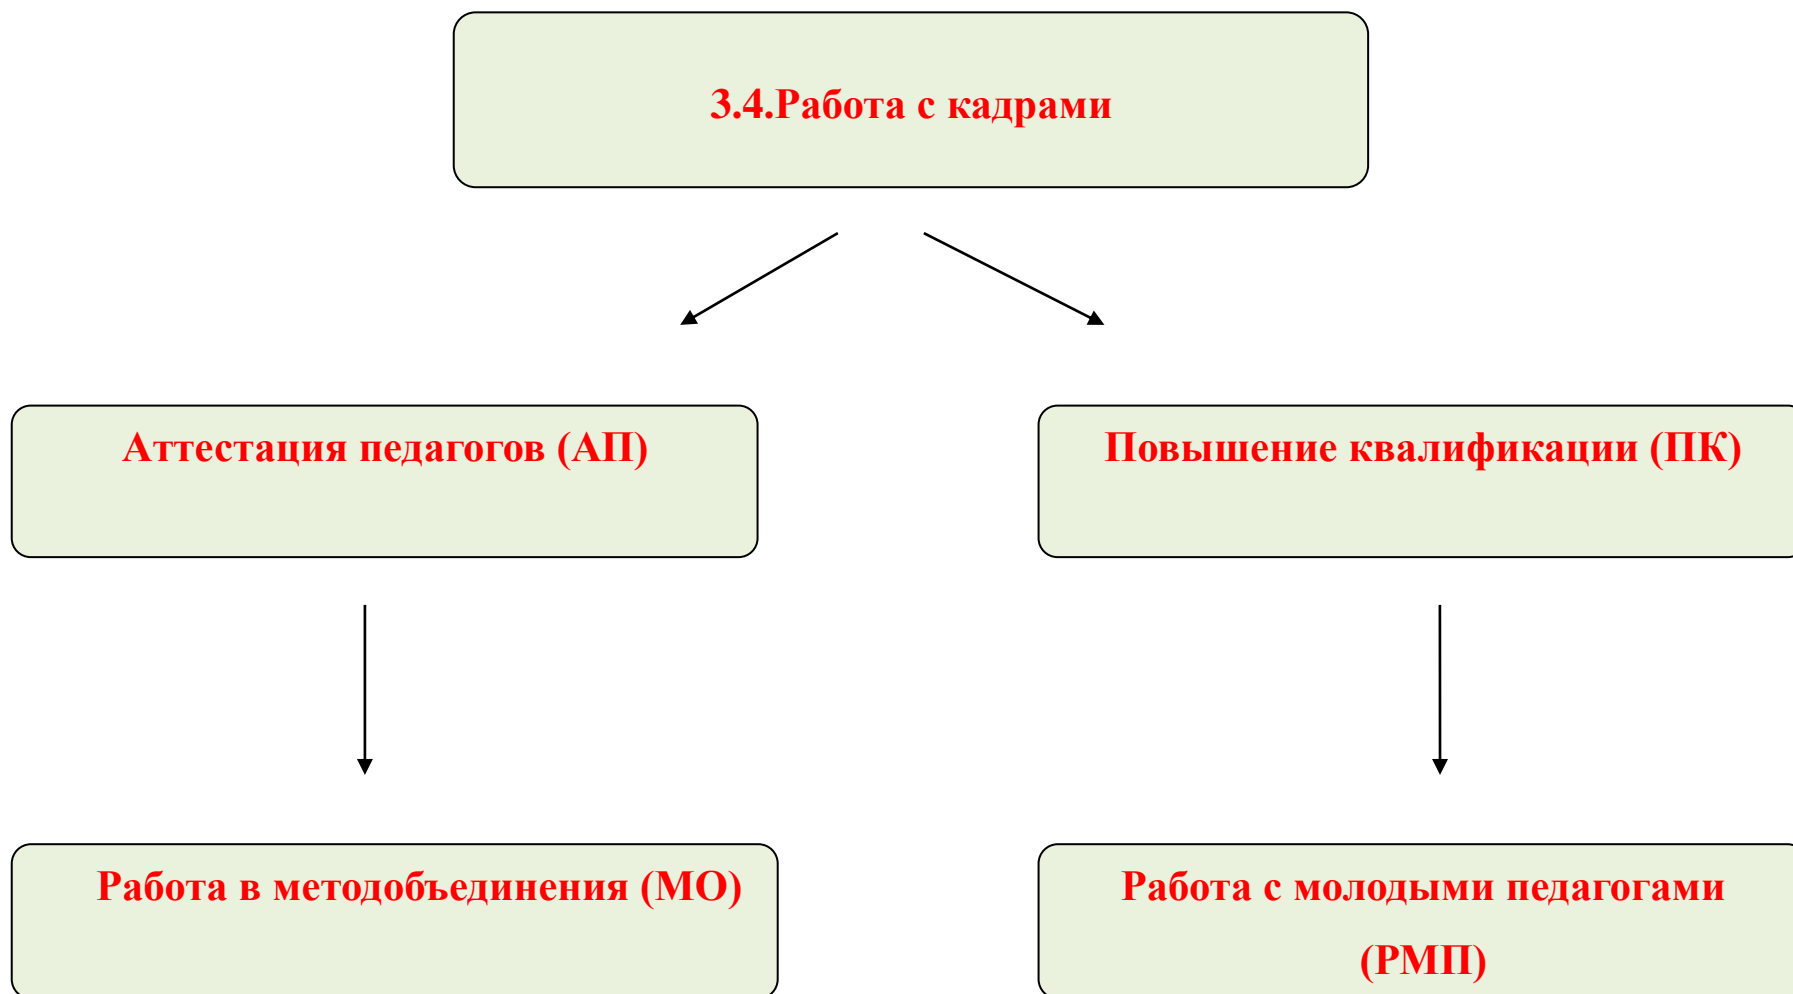 3.4.Работа с кадрами
Аттестация педагогов (АП)
Повышение квалификации (ПК)
Работа в методобъединения (МО)
Работа с молодыми педагогами
(РМП)